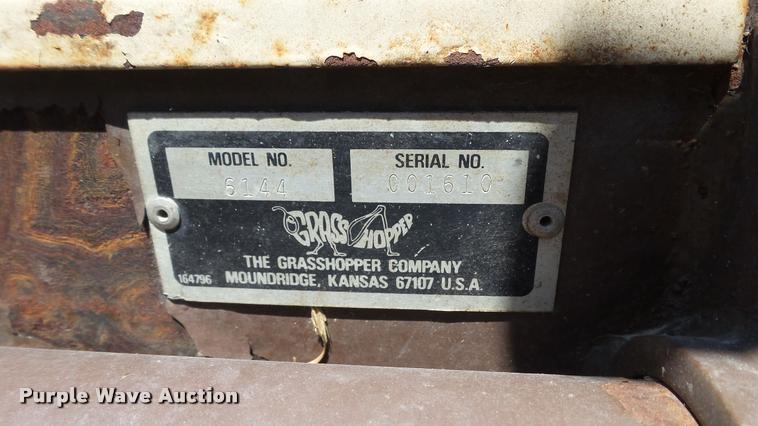 MODEL NO. SERIAL NO.
6144 001610
GRASSHOPPER
THE GRASSHOPPER COMPANY
164796 MOUNDRIDGE, KANSAS 67107 U.S.A.
Purple Wave Auction